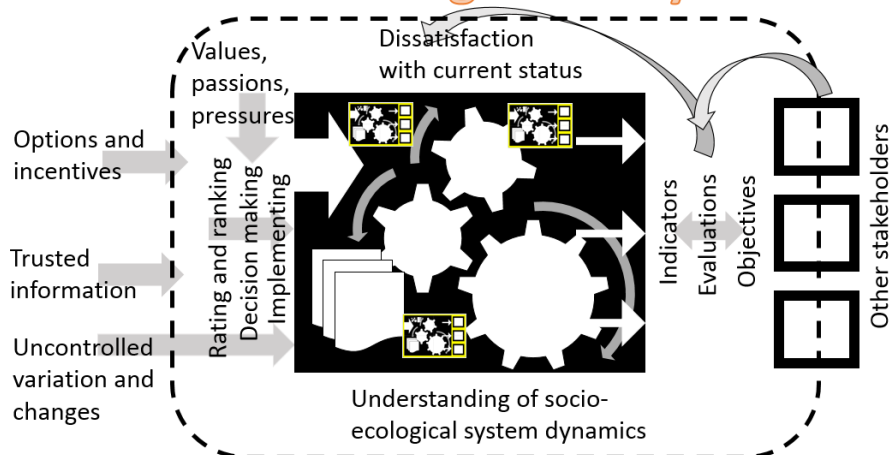 Dissatisfaction
with current status
Values,
passions,
pressures
Options and
incentives
Trusted
information
Uncontrolled
variation and
changes
Rating and ranking
Decision making
Implementing
Indicators
Evaluations
Objectives
Other stakeholders
Understanding of socio-
ecological system dynamics